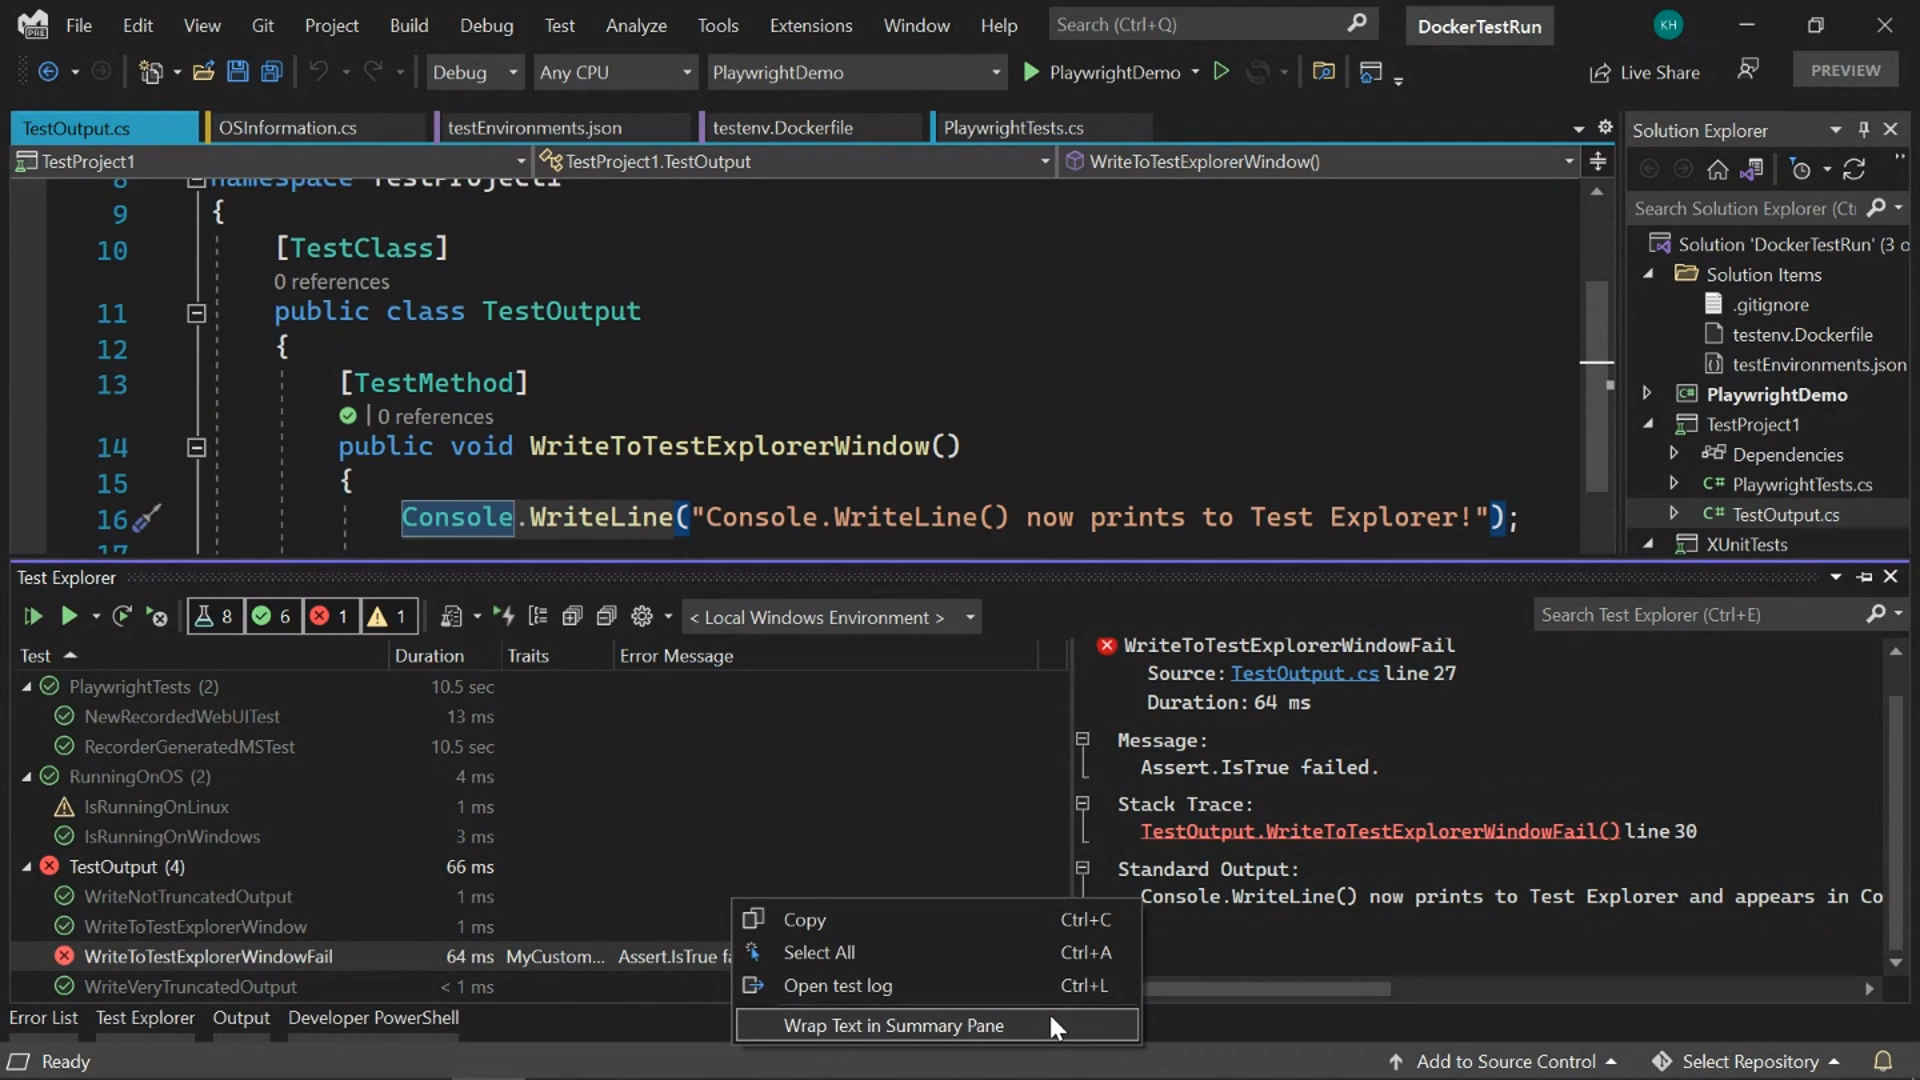 File Edit View Git Project Build Debug Test Analyze Tools Extensions Window Help Search (Ctrl+Q) DockerTestRun KH
PRE
Debug Any CPU PlaywrightDemo PlaywrightDemo Live Share PREVIEW
TestOutput.cs OSInformation.cs testEnvironments.json testenv.Dockerfile PlaywrightTests.cs
TestProject1 TestProject1.TestOutput WriteToTestExplorerWindow()
8 namespace TestProject1
9 {
10 [TestClass]
0 references
11 public class TestOutput
12 {
13 [TestMethod]
| 0 references
14 public void WriteToTestExplorerWindow()
15 {
16 Console.WriteLine("Console.WriteLine() now prints to Test Explorer!");
17
Solution Explorer
Search Solution Explorer (Ct
Solution 'DockerTestRun' (3 o
Solution Items
.gitignore
testenv.Dockerfile
testEnvironments.json
C# PlaywrightDemo
TestProject1
Dependencies
C# PlaywrightTests.cs
C# TestOutput.cs
XUnitTests
Test Explorer
8 6 1 1 < Local Windows Environment > Search Test Explorer (Ctrl+E)
Test Duration Traits Error Message
PlaywrightTests (2) 10.5 sec
NewRecordedWebUITest 13 ms
RecorderGeneratedMSTest 10.5 sec
RunningOnOS (2) 4 ms
IsRunningOnLinux 1 ms
IsRunningOnWindows 3 ms
TestOutput (4) 66 ms
WriteNotTruncatedOutput 1 ms
WriteToTestExplorerWindow 1 ms
WriteToTestExplorerWindowFail 64 ms MyCustom... Assert.IsTrue fa
WriteVeryTruncatedOutput < 1 ms
WriteToTestExplorerWindowFail
Source: TestOutput.cs line 27
Duration: 64 ms
Message:
Assert.IsTrue failed.
Stack Trace:
TestOutput.WriteToTestExplorerWindowFail() line 30
Standard Output:
Console.WriteLine() now prints to Test Explorer and appears in Co
Copy Ctrl+C
Select All Ctrl+A
Open test log Ctrl+L
Wrap Text in Summary Pane
Error List Test Explorer Output Developer PowerShell
Ready Add to Source Control Select Repository